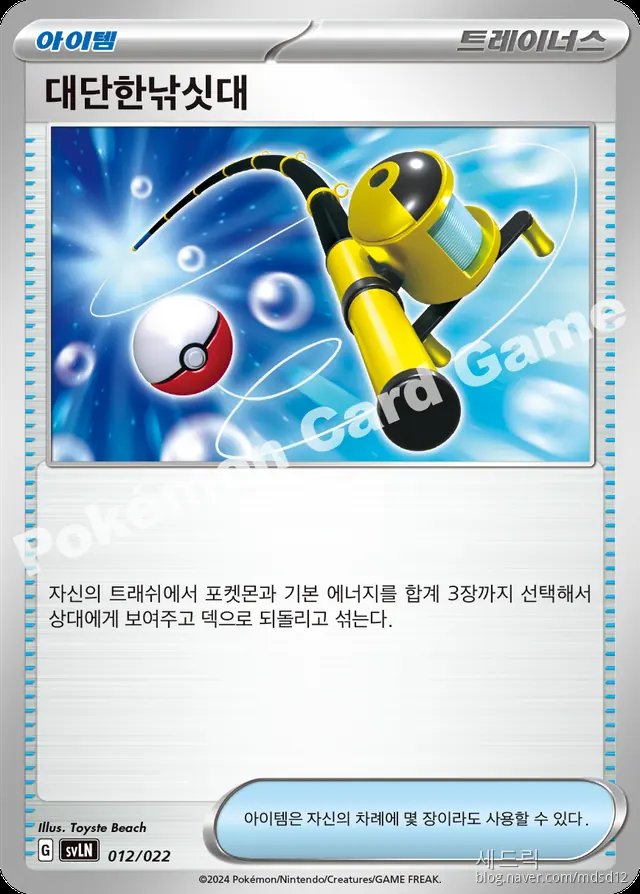 아이템
트레이너스
대단한낚싯대
Pokémon Card Game
자신의 트래쉬에서 포켓몬과 기본 에너지를 합계 3장까지 선택해서
상대에게 보여주고 덱으로 되돌리고 섞는다.
아이템은 자신의 차례에 몇 장이라도 사용할 수 있다.
Illus. Toyste Beach
G svLN 012/022
©2024 Pokémon/Nintendo/Creatures/GAME FREAK.
세드릭
blog.naver.com/mdsd12